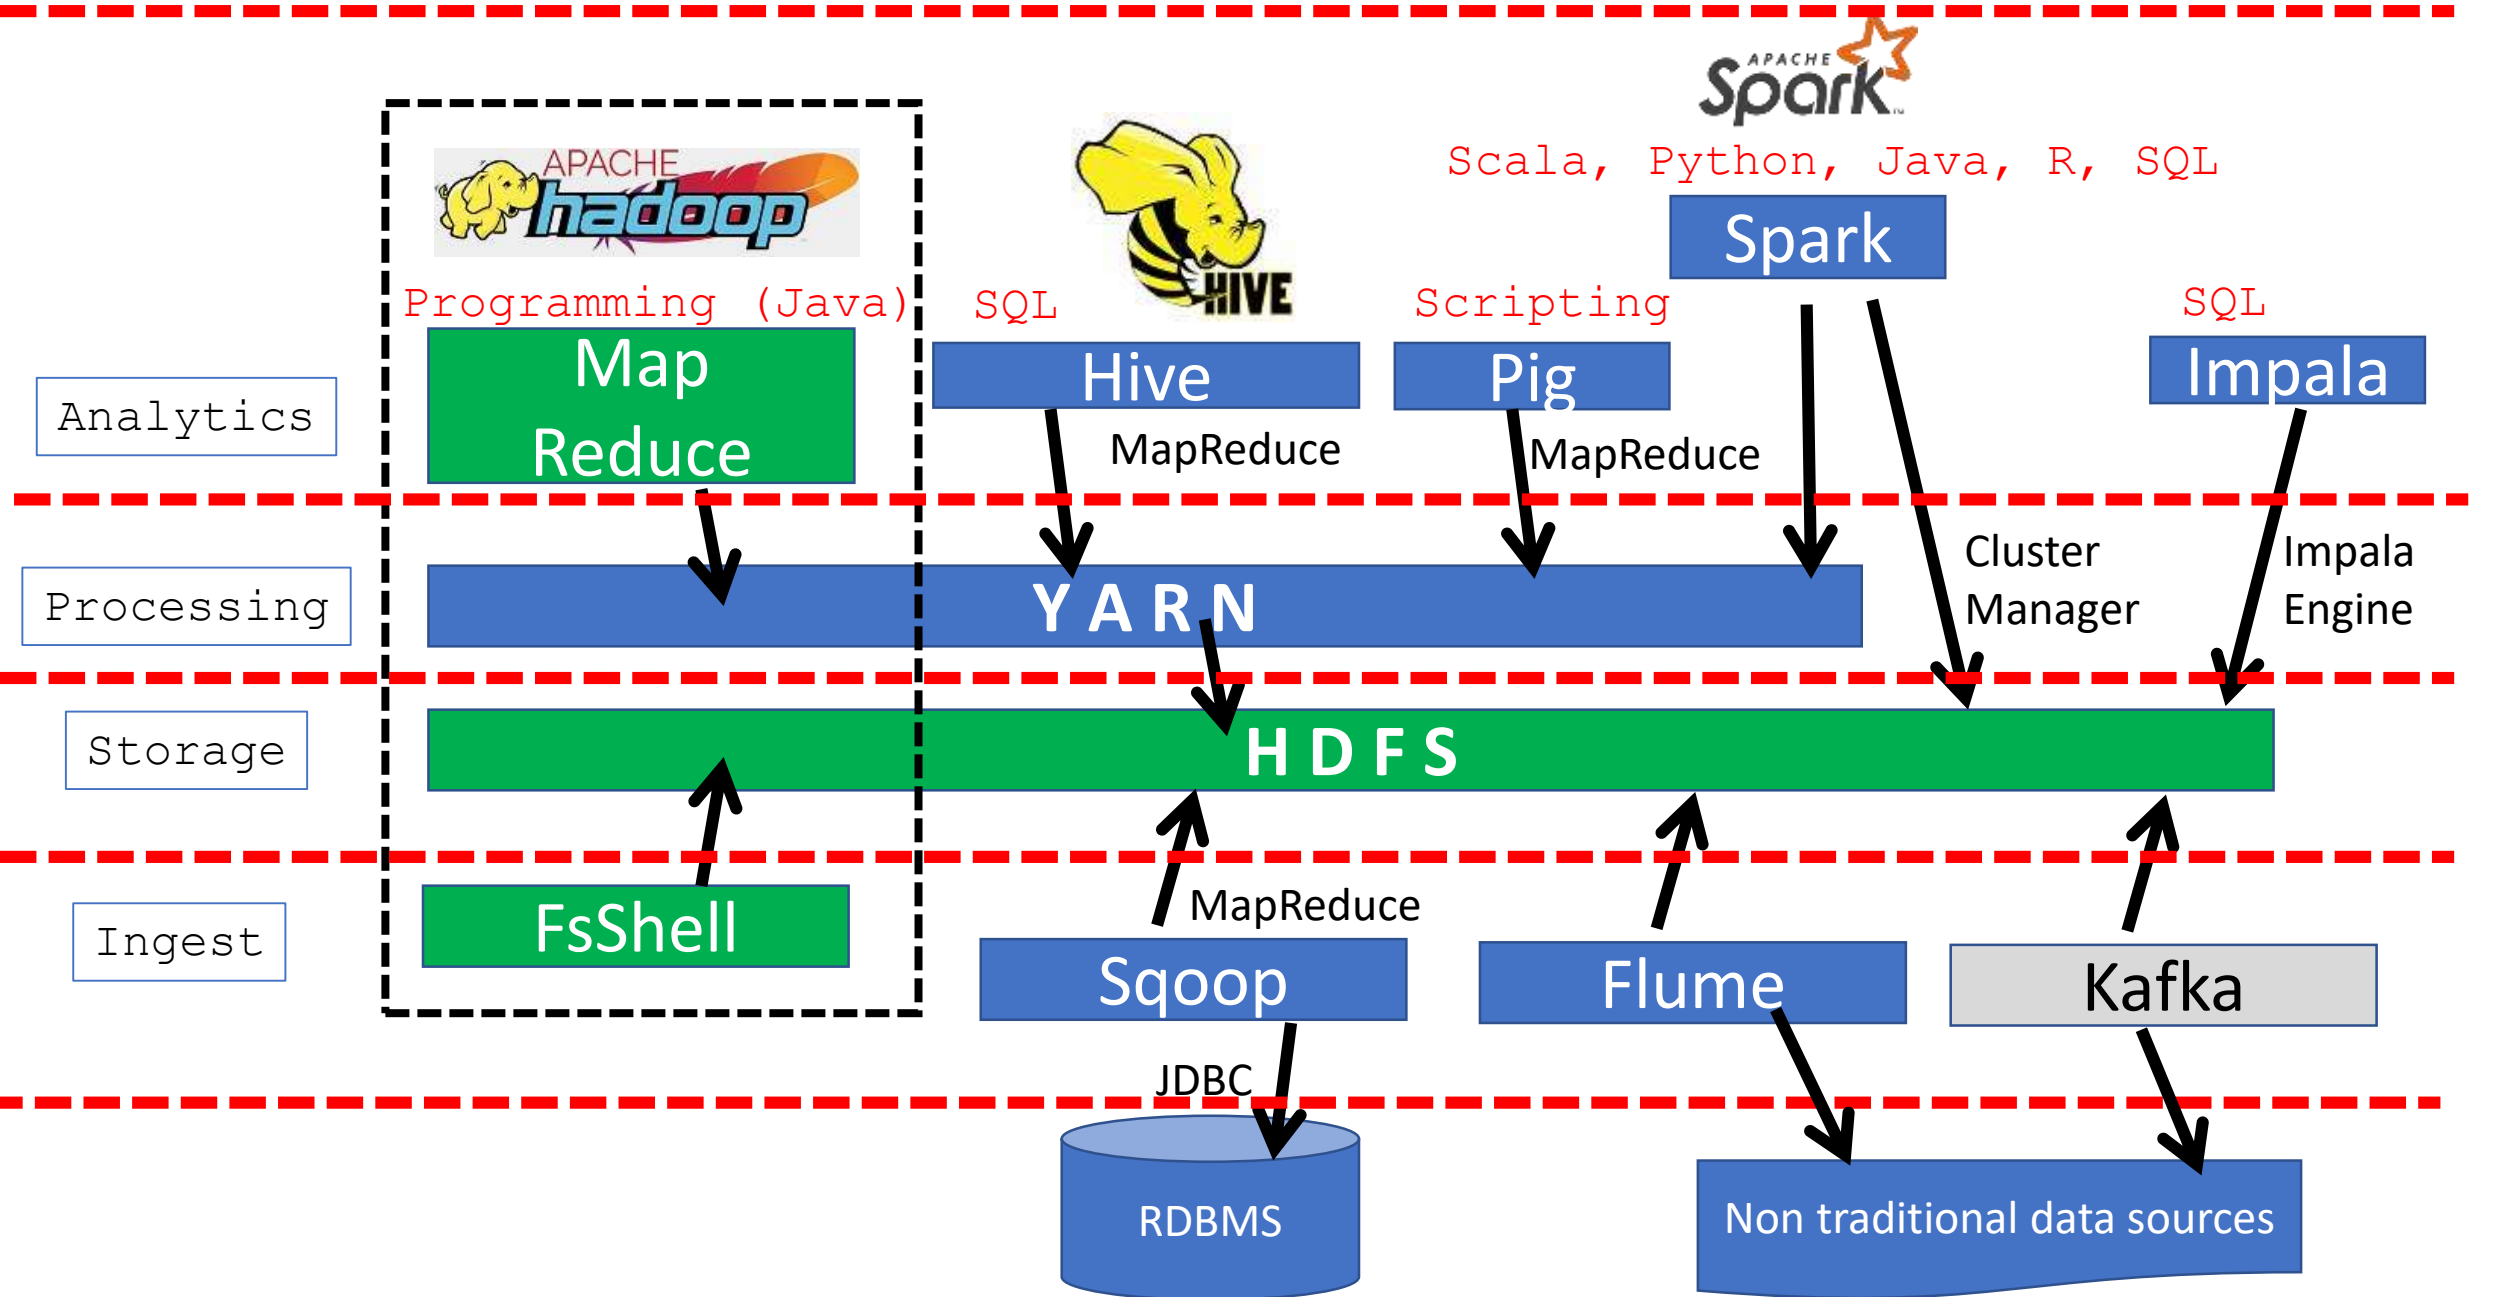 APACHE
Spark
APACHE
hadoop
HIVE
Scala, Python, Java, R, SQL
Spark
Programming (Java)
SQL
Scripting
SQL
Map
Reduce
Hive
Pig
Impala
Analytics
MapReduce
MapReduce
Processing
YARN
Cluster
Manager
Impala
Engine
Storage
HDFS
Ingest
FsShell
MapReduce
Sqoop
Flume
Kafka
JDBC
RDBMS
Non traditional data sources